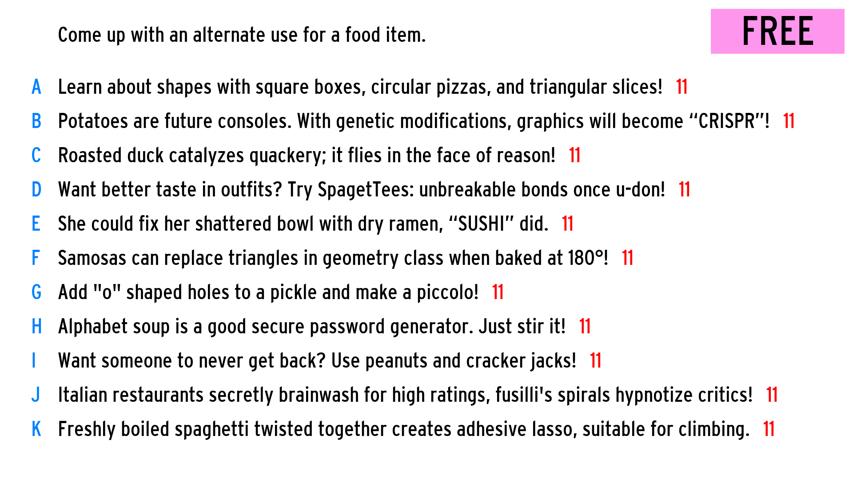 Come up with an alternate use for a food item.
FREE
A Learn about shapes with square boxes, circular pizzas, and triangular slices! 11
B Potatoes are future consoles. With genetic modifications, graphics will become “CRISPR”! 11
C Roasted duck catalyzes quackery; it flies in the face of reason! 11
D Want better taste in outfits? Try SpagetTees: unbreakable bonds once u-don! 11
E She could fix her shattered bowl with dry ramen, “SUSHI” did. 11
F Samosas can replace triangles in geometry class when baked at 180°! 11
G Add "o" shaped holes to a pickle and make a piccolo! 11
H Alphabet soup is a good secure password generator. Just stir it! 11
I Want someone to never get back? Use peanuts and cracker jacks! 11
J Italian restaurants secretly brainwash for high ratings, fusilli's spirals hypnotize critics! 11
K Freshly boiled spaghetti twisted together creates adhesive lasso, suitable for climbing. 11